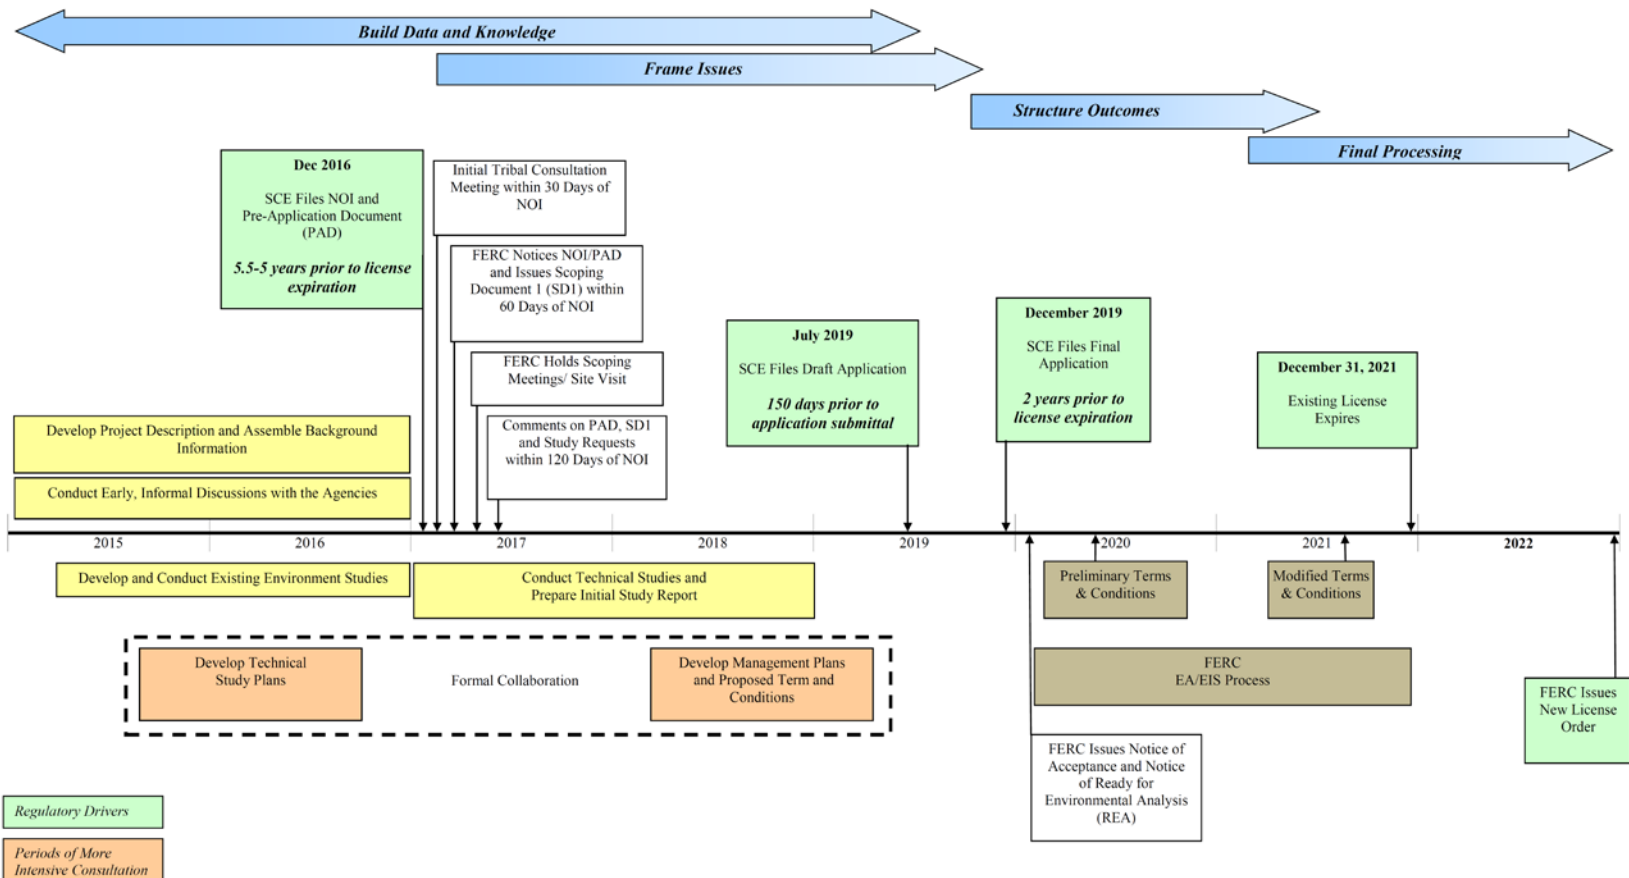 Build Data and Knowledge
Frame Issues
Structure Outcomes
Final Processing
Dec 2016
SCE Files NOI and
Pre-Application Document
(PAD)
5.5-5 years prior to license
expiration
Initial Tribal Consultation
Meeting within 30 Days of
NOI
FERC Notices NOI/PAD
and Issues Scoping
Document 1 (SD1) within
60 Days of NOI
FERC Holds Scoping
Meetings/ Site Visit
Comments on PAD, SD1
and Study Requests
within 120 Days of NOI
July 2019
SCE Files Draft Application
150 days prior to
application submittal
December 2019
SCE Files Final
Application
2 years prior to
license expiration
December 31, 2021
Existing License
Expires
Develop Project Description and Assemble Background
Information
Conduct Early, Informal Discussions with the Agencies
2015
2016
2017
2018
2019
2020
2021
2022
Develop and Conduct Existing Environment Studies
Conduct Technical Studies and
Prepare Initial Study Report
Preliminary Terms
& Conditions
Modified Terms
& Conditions
Develop Technical
Study Plans
Formal Collaboration
Develop Management Plans
and Proposed Term and
Conditions
FERC
EA/EIS Process
FERC Issues Notice of
Acceptance and Notice
of Ready for
Environmental Analysis
(REA)
FERC Issues
New License
Order
Regulatory Drivers
Periods of More
Intensive Consultation